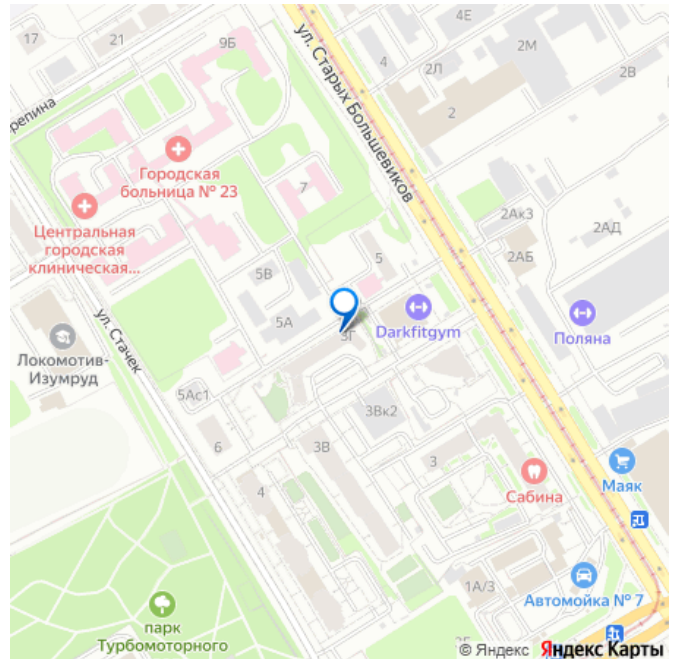 17
21
9Б
4Е
4
2Л
2М
2В
2
ул. Старых Большевиков
Городская
больница № 23
7
Центральная
городская
клиническая...
2Ак3
2АД
2АБ
5В
5
5А
3Г
Darkfitgym
Поляна
ул. Стачек
Локомотив-
Изумруд
5Ас1
3Вк2
6
3В
3
4
Сабина
Маяк
1А/3
Автомойка № 7
парк
Турбомоторного
© Яндекс Яндекс Карты